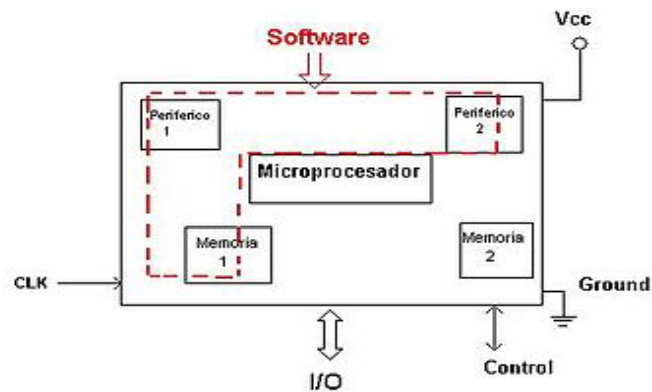 Vcc
Software
Periferico
1
Periferico
2
Microprocesador
Memoria
1
Memoria
2
CLK
Ground
Control
I/O